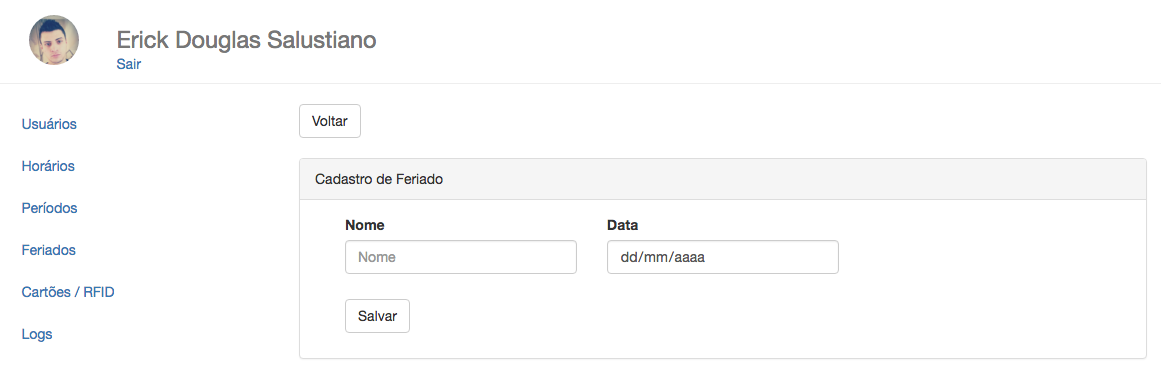 Erick Douglas Salustiano
Sair
Usuários
Horários
Períodos
Feriados
Cartões / RFID
Logs
Voltar
Cadastro de Feriado
Nome
Data
Nome
dd/mm/aaaa
Salvar